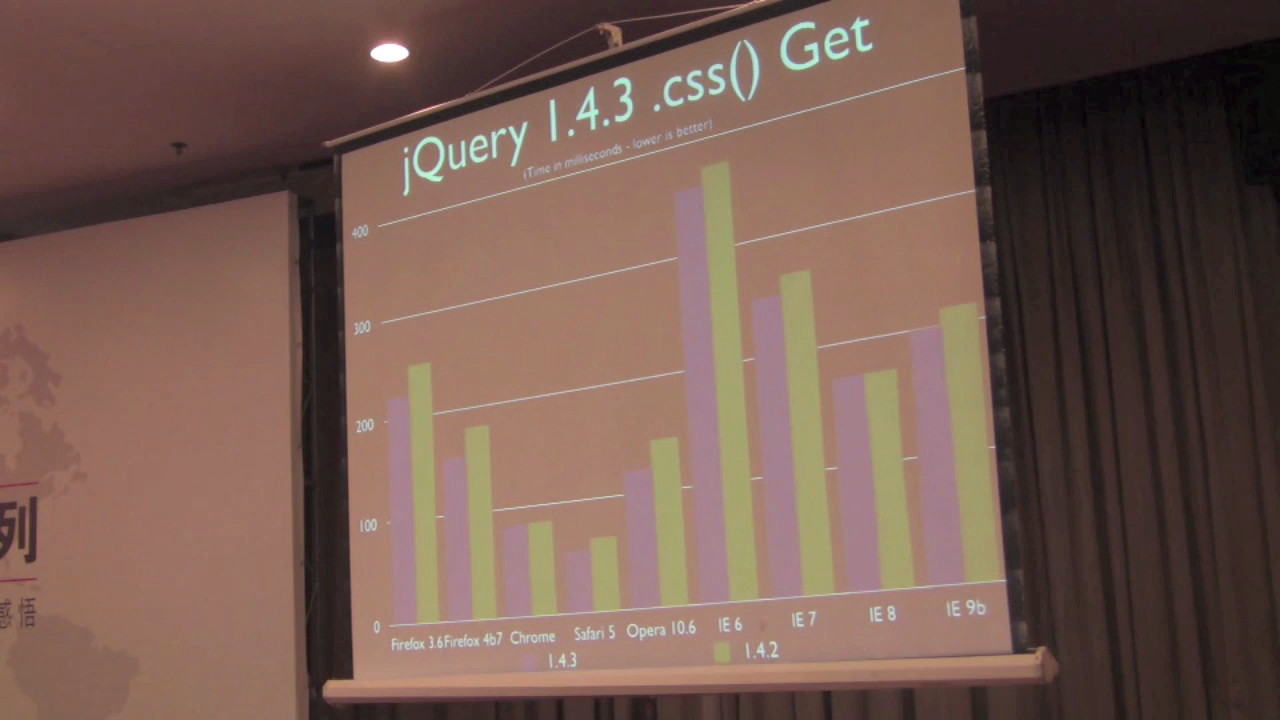 jQuery 1.4.3 .css() Get
(Time in milliseconds - lower is better)
400
300
200
100
0
Firefox 3.6 Firefox 4b7 Chrome Safari 5 Opera 10.6 IE 6 IE 7 IE 8 IE 9b
1.4.3 1.4.2
列
感悟